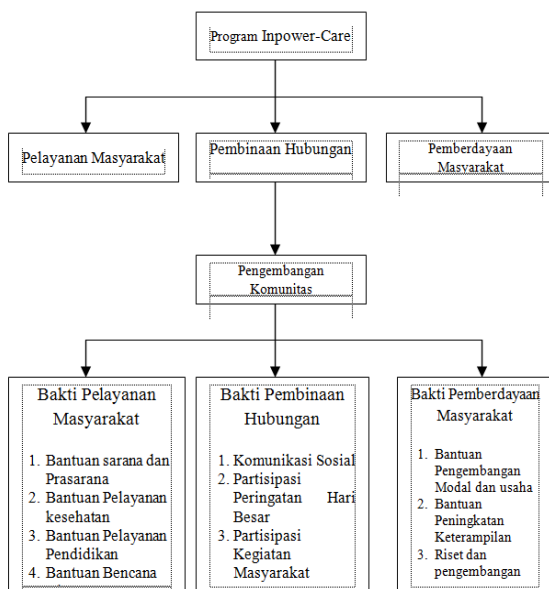 Program Inpower-Care
Pelayanan Masyarakat
Pembinaan Hubungan
Pemberdayaan
Masyarakat
Pengembangan
Komunitas
Bakti Pelayanan
Masyarakat
1. Bantuan sarana dan
Prasarana
2. Bantuan Pelayanan
kesehatan
3. Bantuan Pelayanan
Pendidikan
4. Bantuan Bencana
Bakti Pembinaan
Hubungan
1. Komunikasi Sosial
2. Partisipasi
Peringatan Hari
Besar
3. Partisipasi
Kegiatan
Masyarakat
Bakti Pemberdayaan
Masyarakat
1. Bantuan
Pengembangan
Modal dan usaha
2. Bantuan
Peningkatan
Keterampilan
3. Riset dan
pengembangan